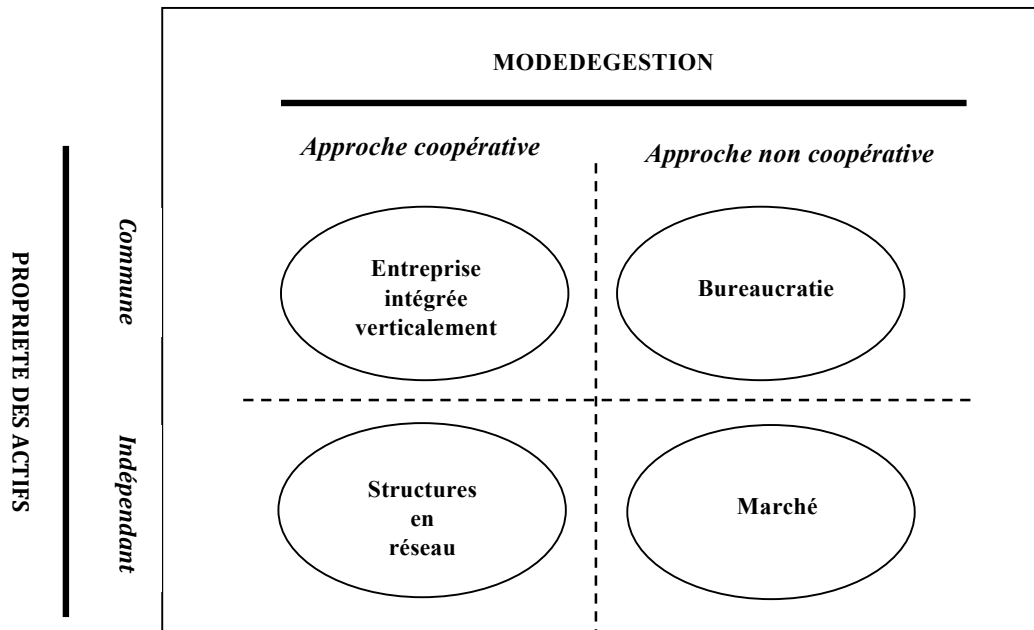 MODEDEGESTION
Approche coopérative
Approche non coopérative
PROPRIETE DES ACTIFS
Commune
Entreprise
intégrée
verticalement
Bureaucratie
Indépendant
Structures
en
réseau
Marché